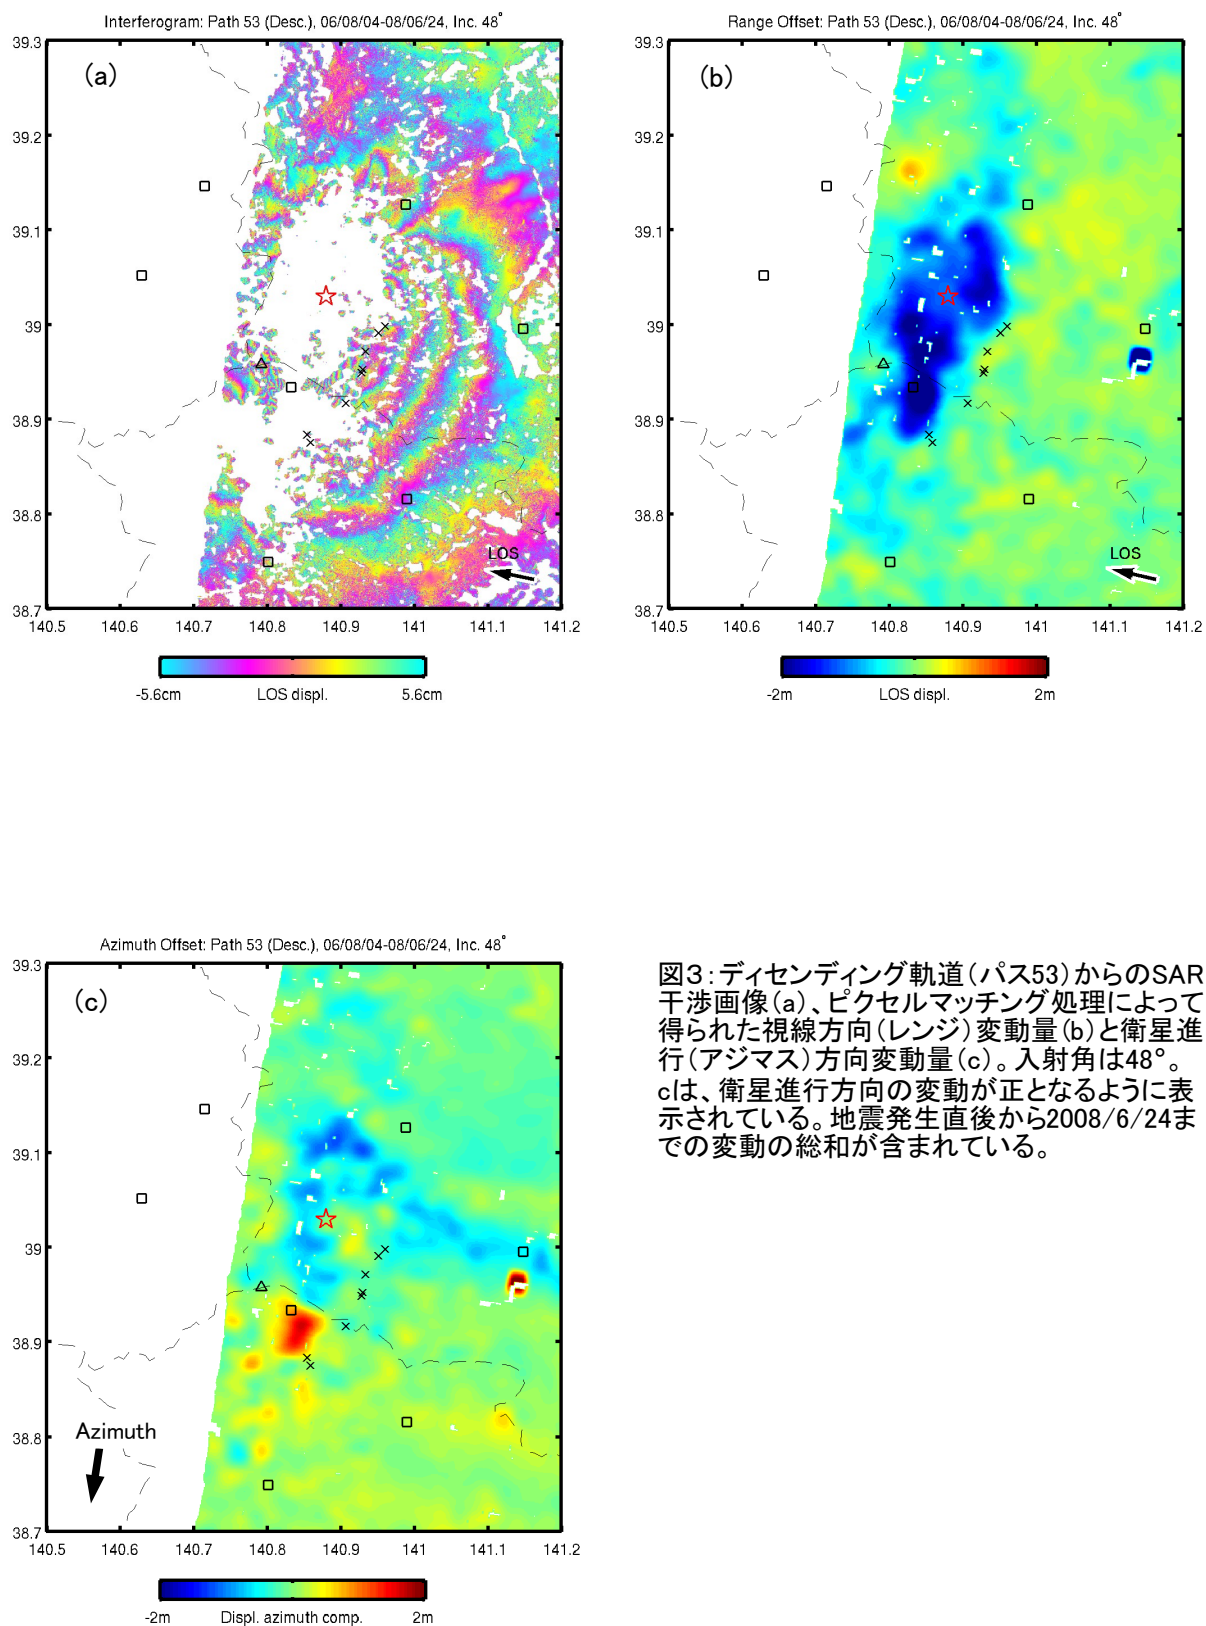 Interferogram: Path 53 (Desc.), 06/08/04-08/06/24, Inc. 48°
(a)
39.3
39.2
39.1
39
38.9
38.8
38.7
LOS
140.5 140.6 140.7 140.8 140.9 141 141.1 141.2
-5.6cm LOS displ. 5.6cm
Range Offset: Path 53 (Desc.), 06/08/04-08/06/24, Inc. 48°
(b)
39.3
39.2
39.1
39
38.9
38.8
38.7
LOS
140.5 140.6 140.7 140.8 140.9 141 141.1 141.2
-2m LOS displ. 2m
Azimuth Offset: Path 53 (Desc.), 06/08/04-08/06/24, Inc. 48°
(c)
39.3
39.2
39.1
39
38.9
38.8
38.7
Azimuth
140.5 140.6 140.7 140.8 140.9 141 141.1 141.2
-2m Displ. azimuth comp. 2m
図3:ディセンディング軌道(パス53)からのSAR
干渉画像(a)、ピクセルマッチング処理によって
得られた視線方向(レンジ)変動量(b)と衛星進
行(アジマス)方向変動量(c)。入射角は48°。
cは、衛星進行方向の変動が正となるように表
示されている。地震発生直後から2008/6/24ま
での変動の総和が含まれている。